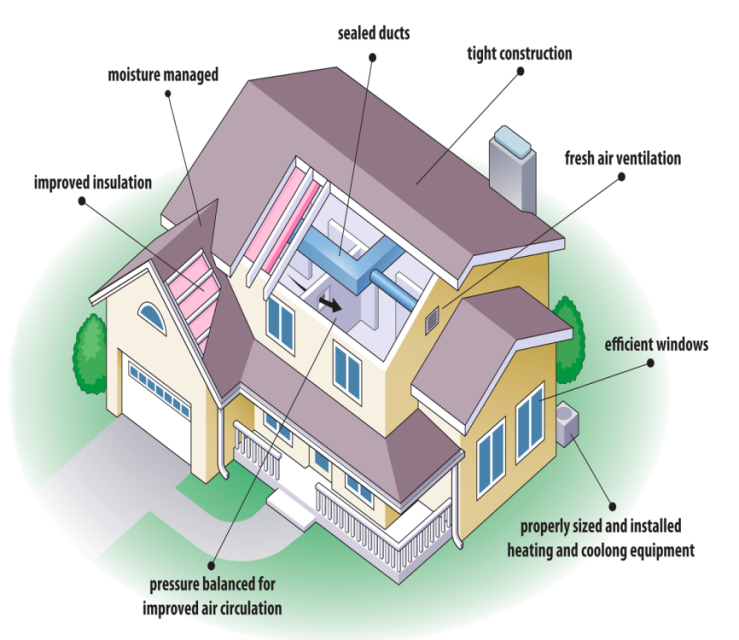 sealed ducts
tight construction
moisture managed
fresh air ventilation
improved insulation
efficient windows
properly sized and installed
heating and coolong equipment
pressure balanced for
improved air circulation